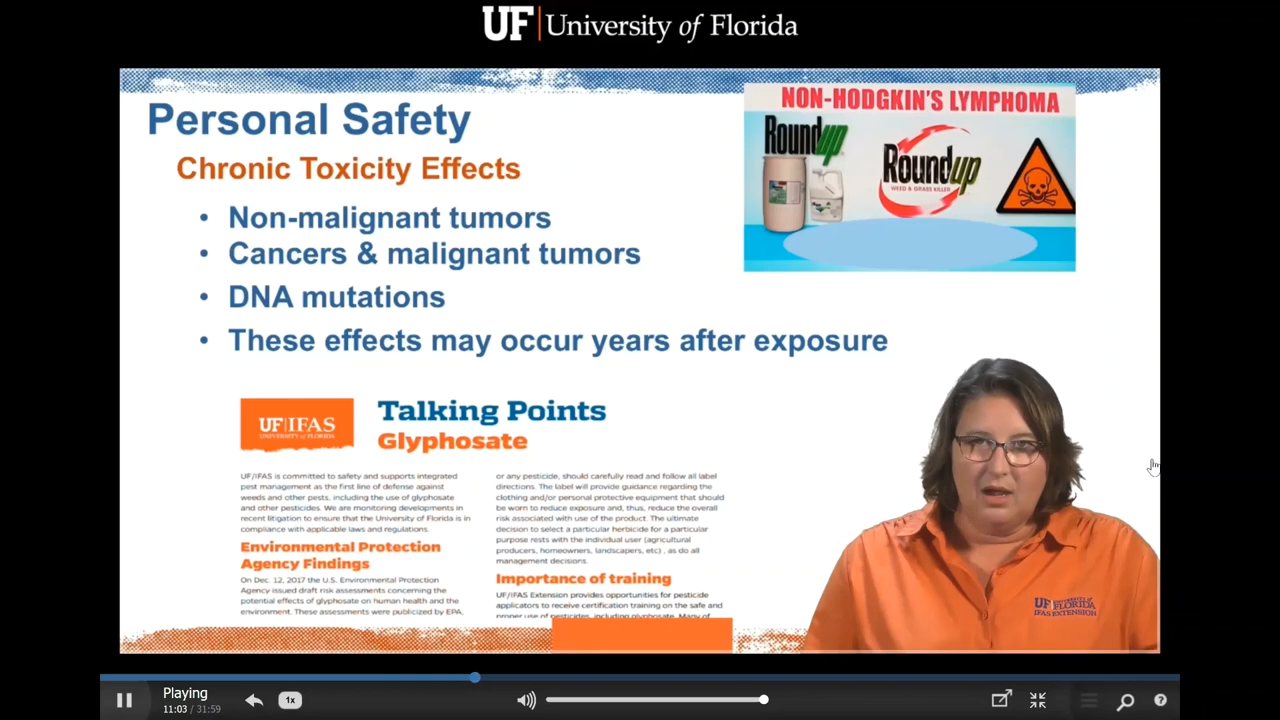 UF University of Florida
Personal Safety
Chronic Toxicity Effects
• Non-malignant tumors
• Cancers & malignant tumors
• DNA mutations
• These effects may occur years after exposure
NON-HODGKIN'S LYMPHOMA
Roundup
Roundup
WEED & GRASS KILLER
UF IFAS
UNIVERSITY of FLORIDA
Talking Points
Glyphosate
UF/IFAS is committed to safety and supports integrated
pest management as the first line of defense against
weeds and other pests, including the use of glyphosate
and other pesticides. We are monitoring developments in
recent litigation to ensure that the University of Florida is in
compliance with applicable laws and regulations.
Environmental Protection
Agency Findings
On Dec. 12, 2017 the U.S. Environmental Protection
Agency issued draft risk assessments concerning the
potential effects of glyphosate on human health and the
environment. These assessments were publicized by EPA,
or any pesticide, should carefully read and follow all label
directions. The label will provide guidance regarding the
clothing and/or personal protective equipment that should
be worn to reduce exposure and, thus, reduce the overall
risk associated with use of the product. The ultimate
decision to select a particular herbicide for a particular
purpose rests with the individual user (agricultural
producers, homeowners, landscapers, etc) , as do all
management decisions.
Importance of training
UF/IFAS Extension provides opportunities for pesticide
applicators to receive certification training on the safe and
proper use of pesticides, including glyphosate. Many of
UF UNIVERSITY of
FLORIDA
IFAS EXTENSION
Playing
11:03 / 31:59
1x